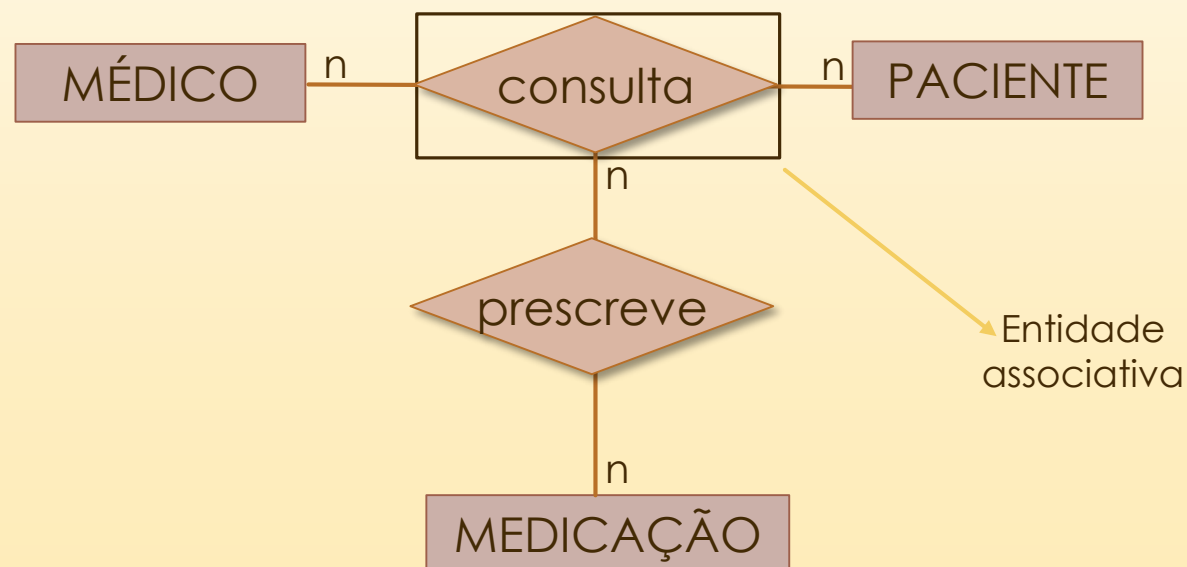 MÉDICO
n
consulta
n
PACIENTE
n
prescreve
Entidade
associativa
n
MEDICAÇÃO